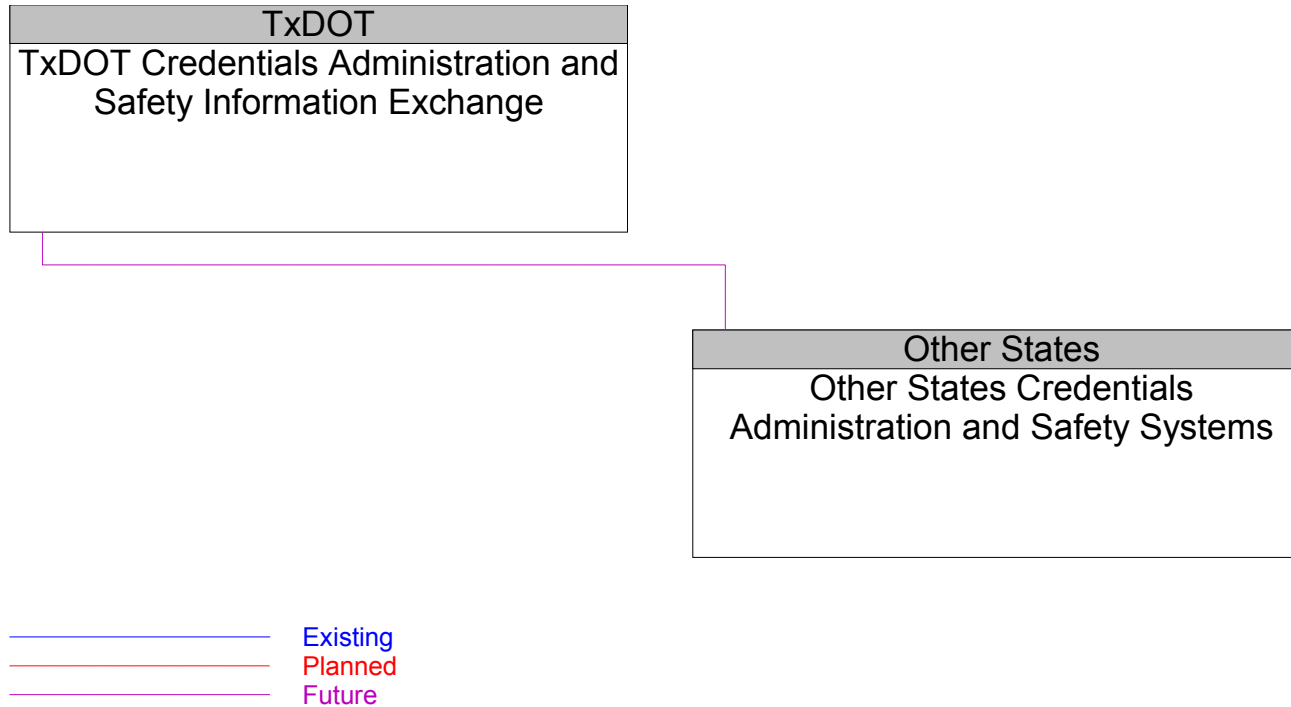 TxDOT
TxDOT Credentials Administration and
Safety Information Exchange
Other States
Other States Credentials
Administration and Safety Systems
Existing
Planned
Future